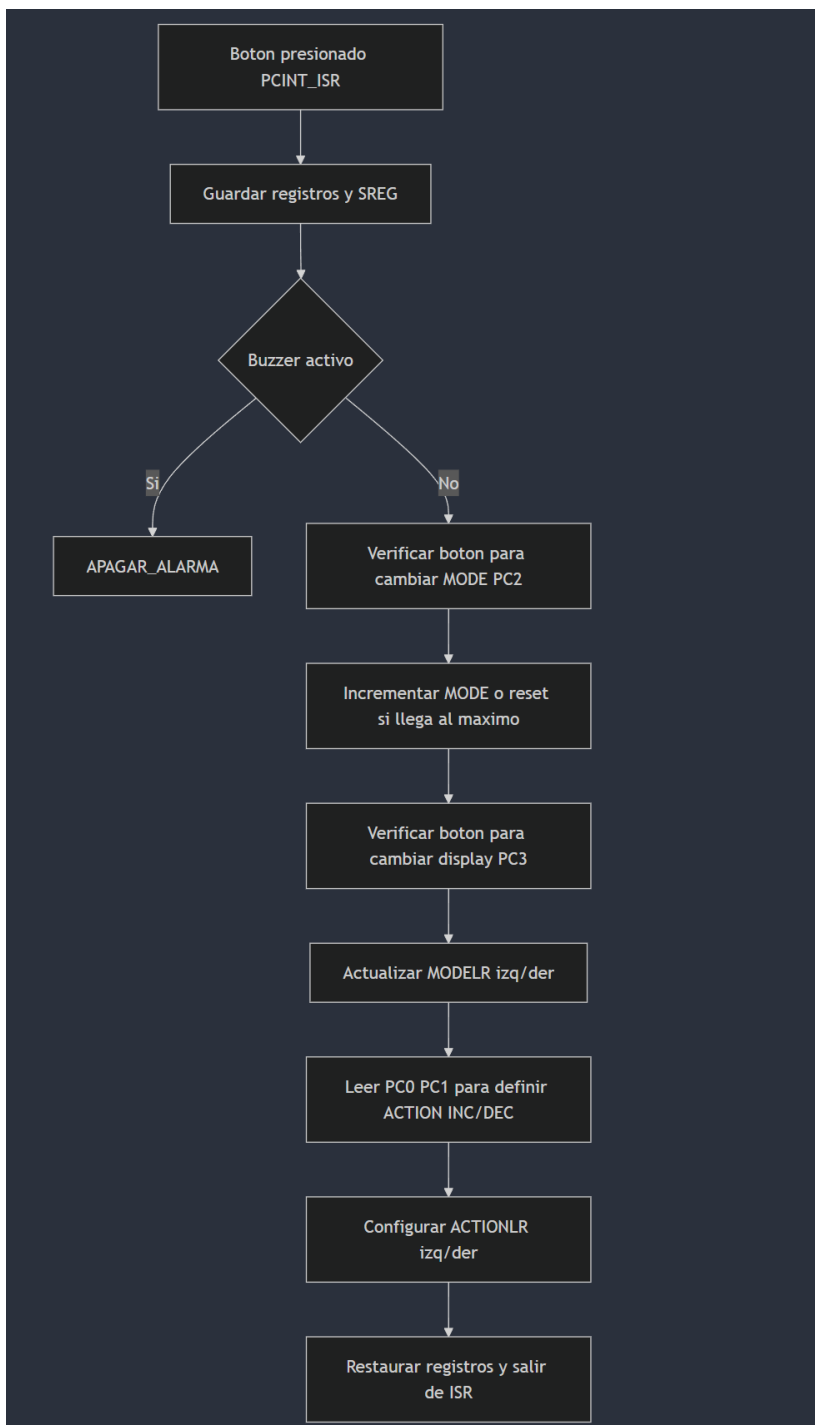 Boton presionado
PCINT_ISR
Guardar registros y SREG
Buzzer activo
Si
No
APAGAR_ALARMA
Verificar boton para
cambiar MODE PC2
Incrementar MODE o reset
si llega al maximo
Verificar boton para
cambiar display PC3
Actualizar MODELR izq/der
Leer PC0 PC1 para definir
ACTION INC/DEC
Configurar ACTIONLR
izq/der
Restaurar registros y salir
de ISR